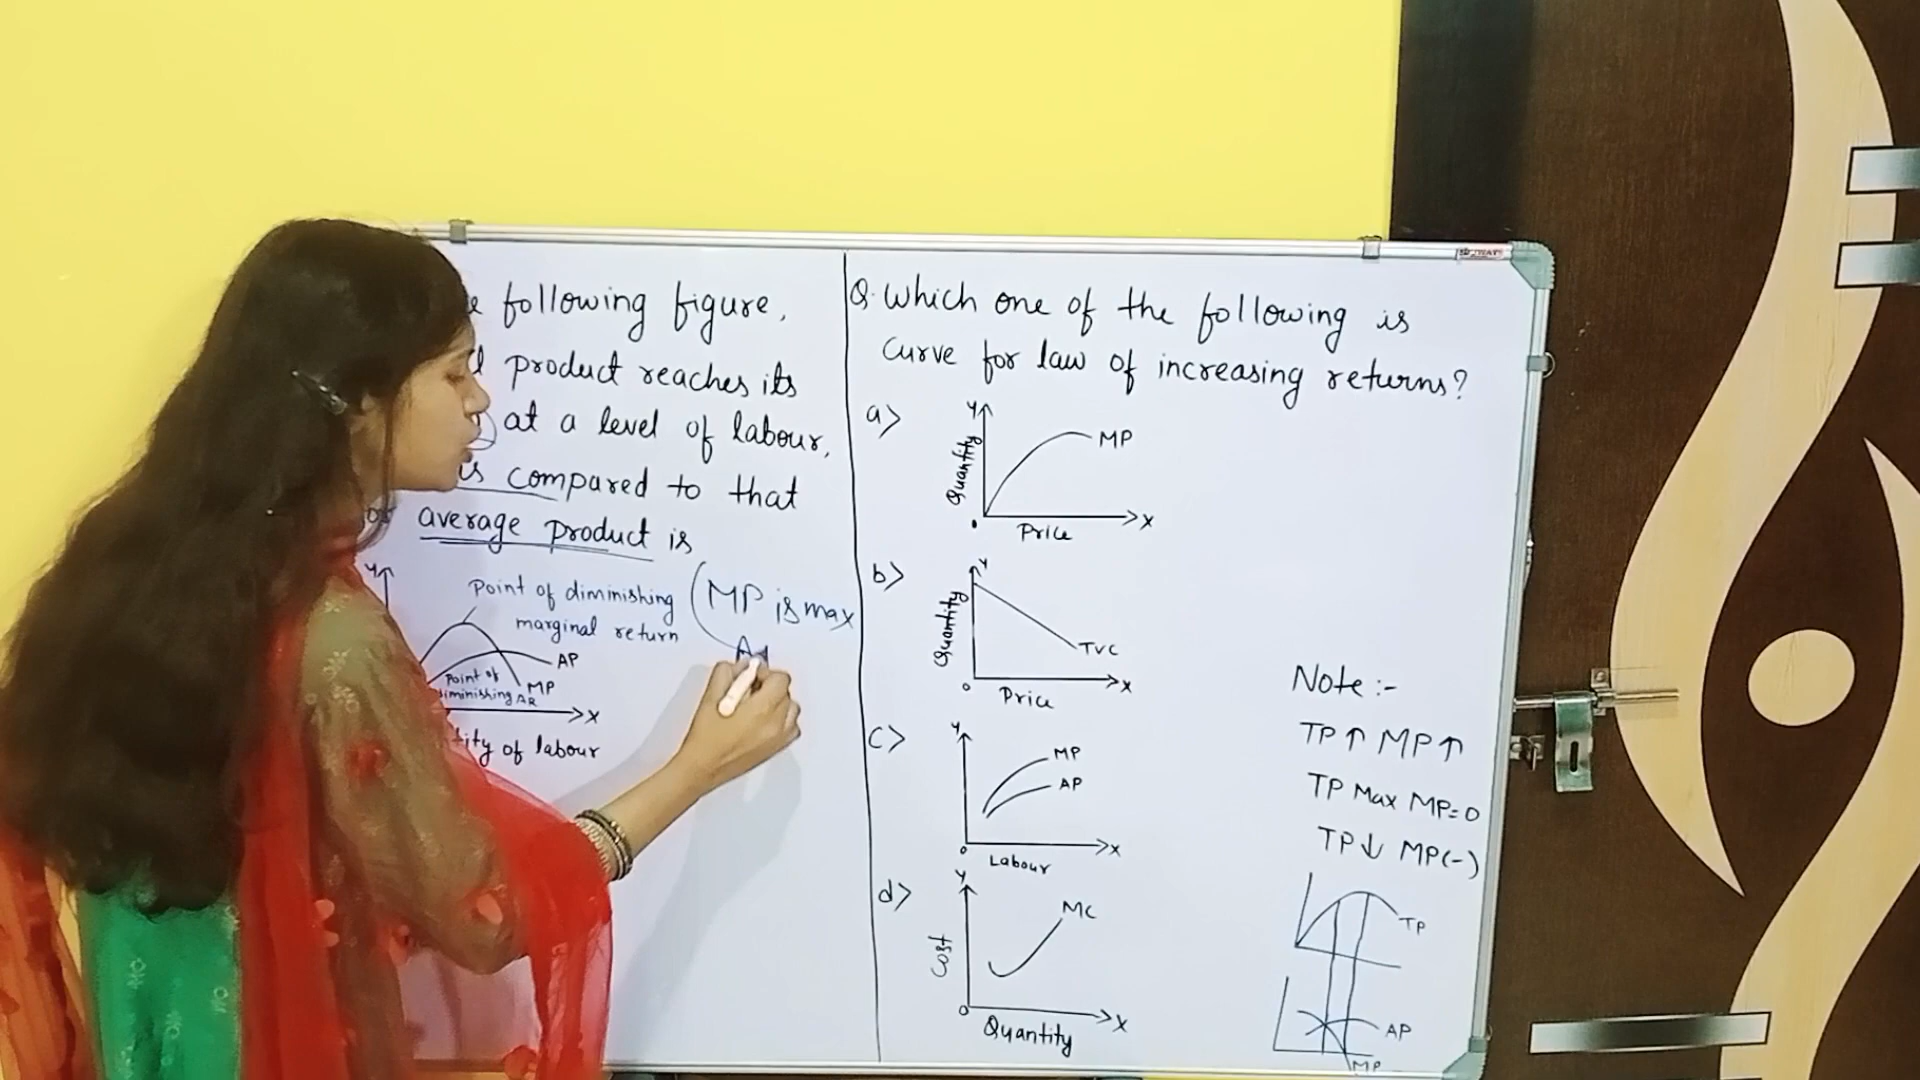 following figure,
product reaches its
at a level of labour,
is compared to that
for average product is
Y
Point of diminishing
marginal return
AP
Point of
diminishing AR
MP
X
of labour
MP is max
Q. Which one of the following is
curve for law of increasing returns?
a>
Y
Quantity
MP
X
Price
b>
Y
Quantity
TVC
0
X
Price
c>
Y
MP
AP
0
X
Labour
d>
Y
Cost
MC
0
X
Quantity
Note :-
TP↑ MP↑
TP Max MP=0
TP↓ MP(-)
TP
AP
MP